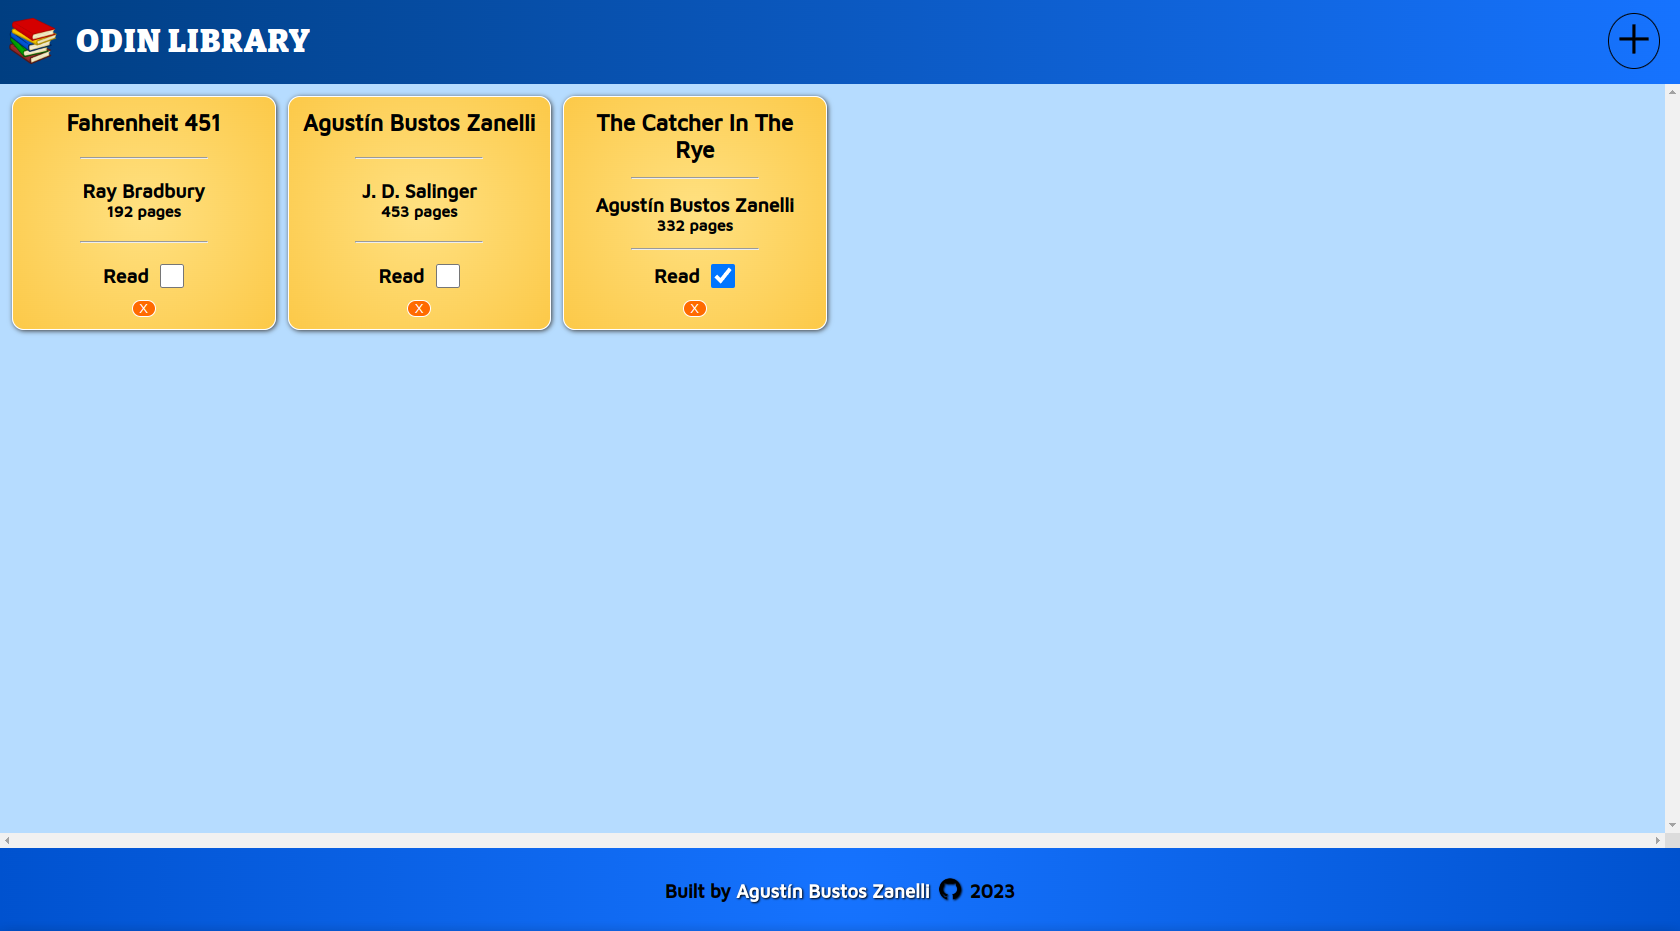 ODIN LIBRARY
Fahrenheit 451
Ray Bradbury
192 pages
Read
X
Agustín Bustos Zanelli
J. D. Salinger
453 pages
Read
X
The Catcher In The
Rye
Agustín Bustos Zanelli
332 pages
Read
X
Built by Agustín Bustos Zanelli 2023